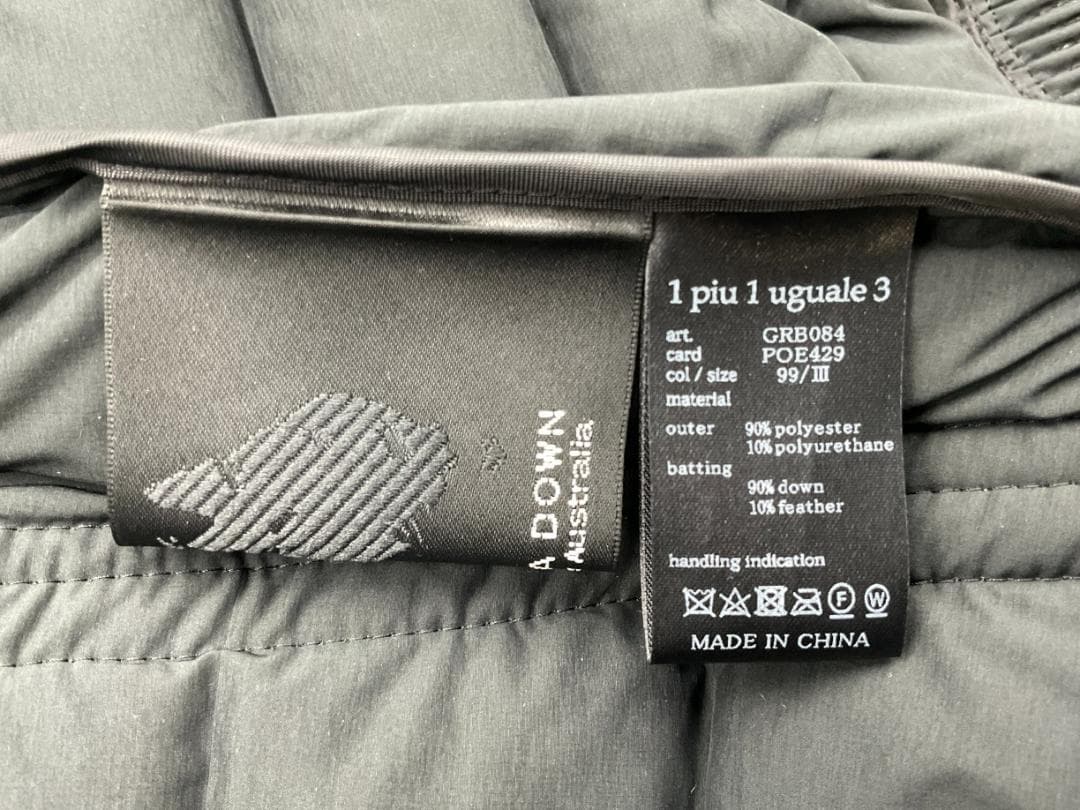 A DOWN
Australia
1 piu 1 uguale 3
art. GRB084
card POE429
col / size 99/III
material
outer 90% polyester
10% polyurethane
batting
90% down
10% feather
handling indication
F W
MADE IN CHINA